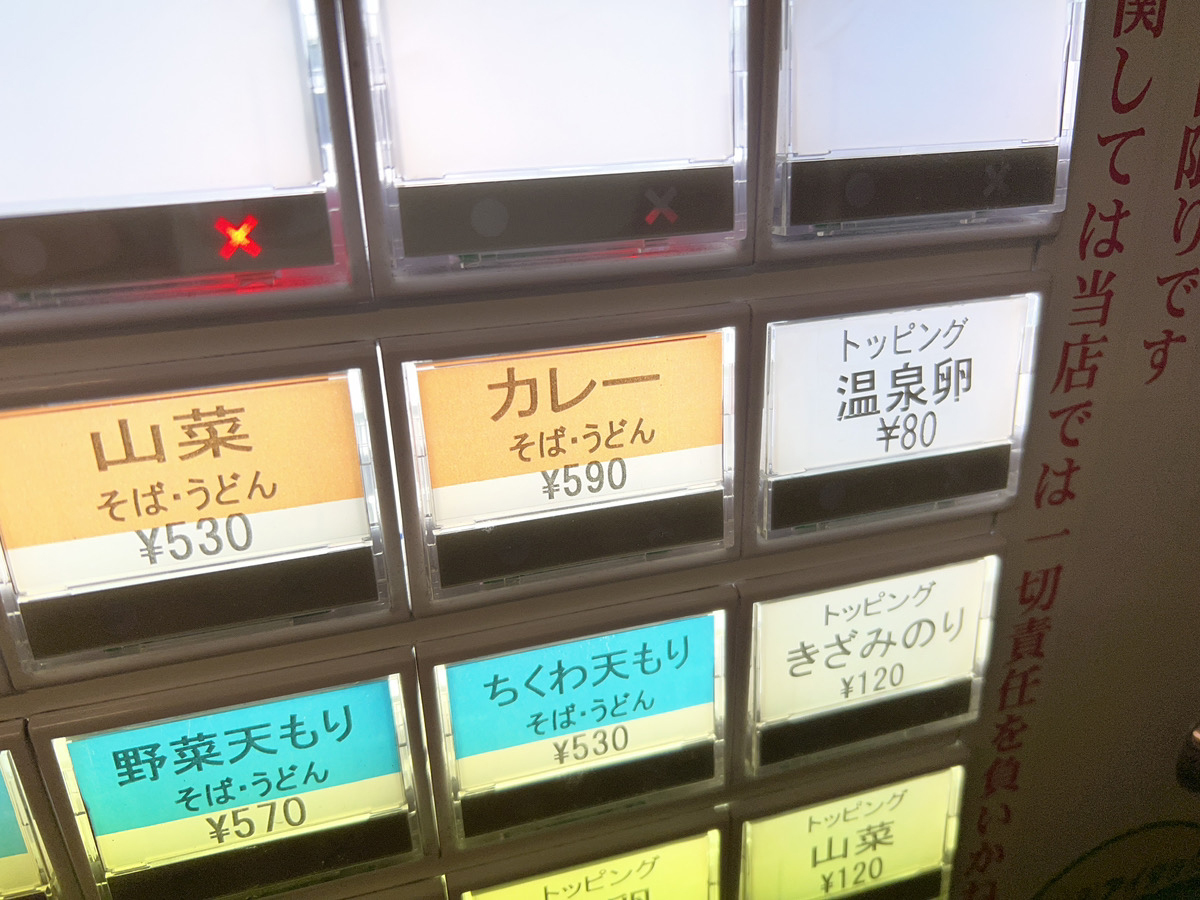 山菜
そば・うどん
¥530
カレー
そば・うどん
¥590
トッピング
温泉卵
¥80
野菜天もり
そば・うどん
¥570
ちくわ天もり
そば・うどん
¥530
トッピング
きざみのり
¥120
トッピング
トッピング
山菜
¥120
限りです
関しては当店では一切責任を負いか